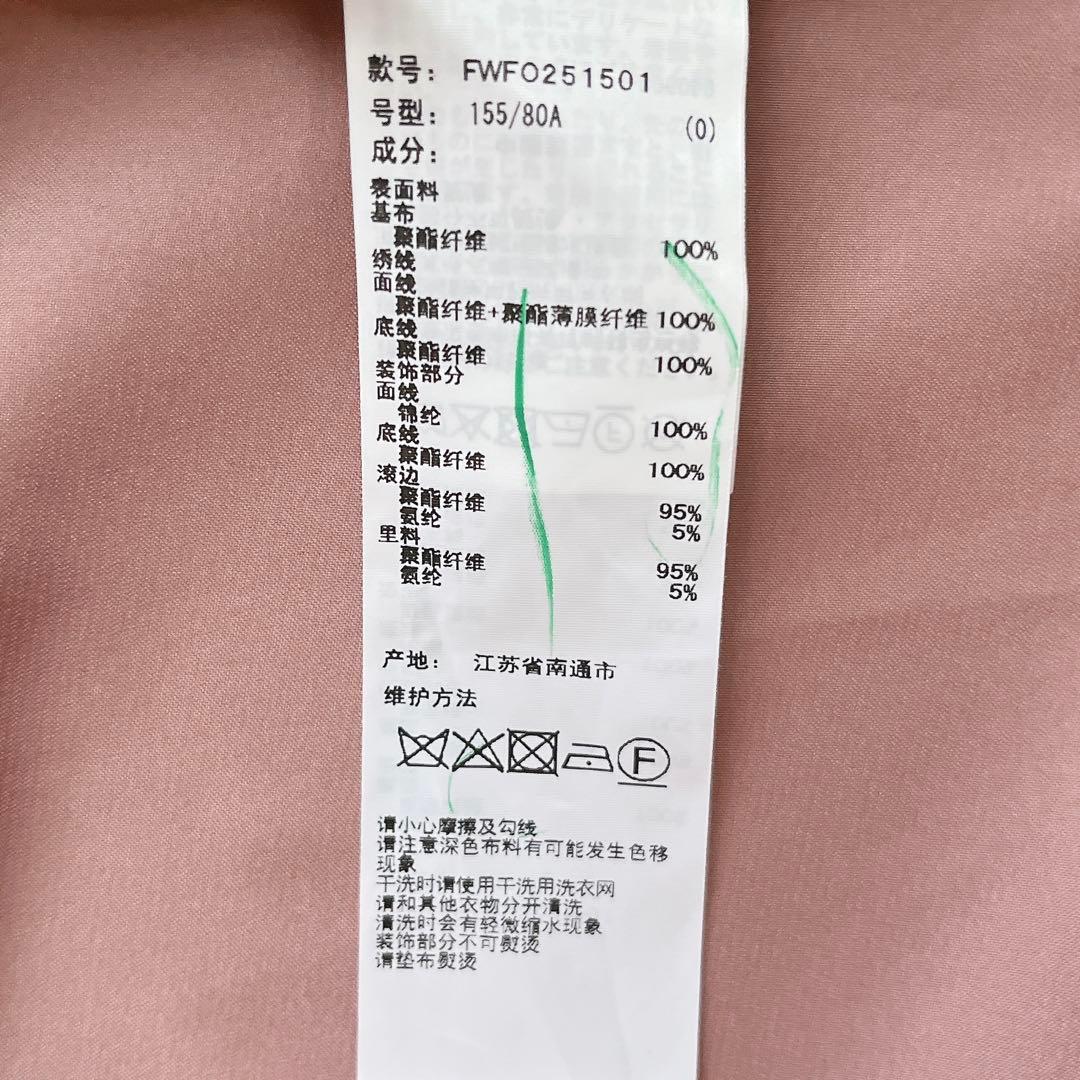 款号： FWFO251501
号型： 155/80A (0)
成分：
表面料
基布
聚酯纤维 100%
绣线
面线
聚酯纤维+聚酯薄膜纤维 100%
底线
聚酯纤维 100%
装饰部分
面线
锦纶 100%
底线
聚酯纤维 100%
滚边
聚酯纤维 95%
氨纶 5%
里料
聚酯纤维 95%
氨纶 5%
产地： 江苏省南通市
维护方法
F
请小心摩擦及勾线
请注意深色布料有可能发生色移
现象
干洗时请使用干洗用洗衣网
请和其他衣物分开清洗
清洗时会有轻微缩水现象
装饰部分不可熨烫
请垫布熨烫